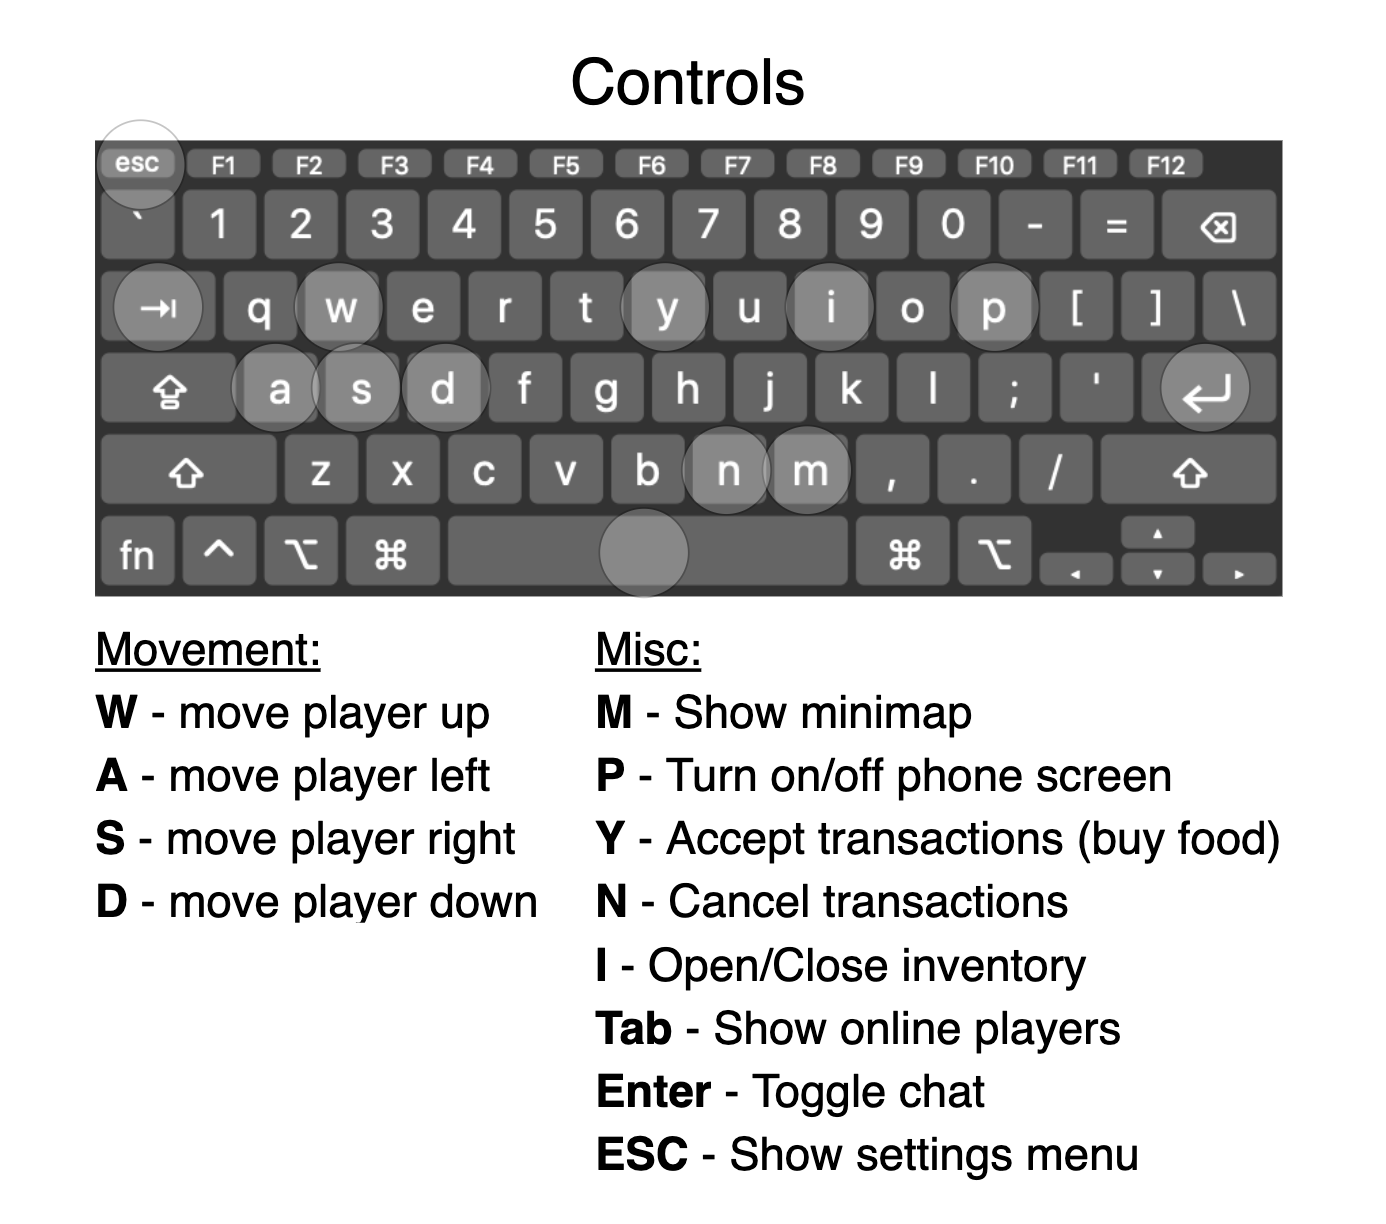 Controls
esc F1 F2 F3 F4 F5 F6 F7 F8 F9 F10 F11 F12
` 1 2 3 4 5 6 7 8 9 0 - =
q w e r t y u i o p [ ] \
a s d f g h j k l ; '
z x c v b n m , . /
fn ^ ⌥ ⌘ ⌘ ⌥
Movement:
W - move player up
A - move player left
S - move player right
D - move player down
Misc:
M - Show minimap
P - Turn on/off phone screen
Y - Accept transactions (buy food)
N - Cancel transactions
I - Open/Close inventory
Tab - Show online players
Enter - Toggle chat
ESC - Show settings menu